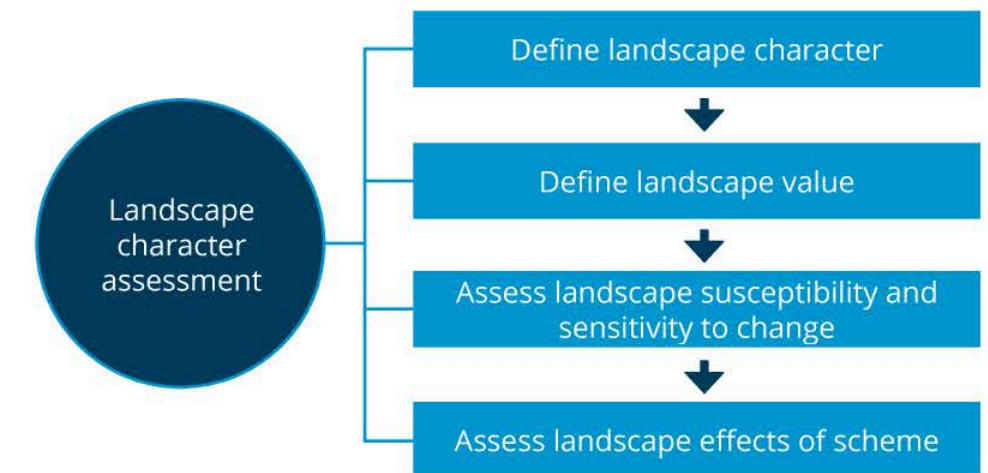 Landscape
character
assessment
Define landscape character
Define landscape value
Assess landscape susceptibility and
sensitivity to change
Assess landscape effects of scheme